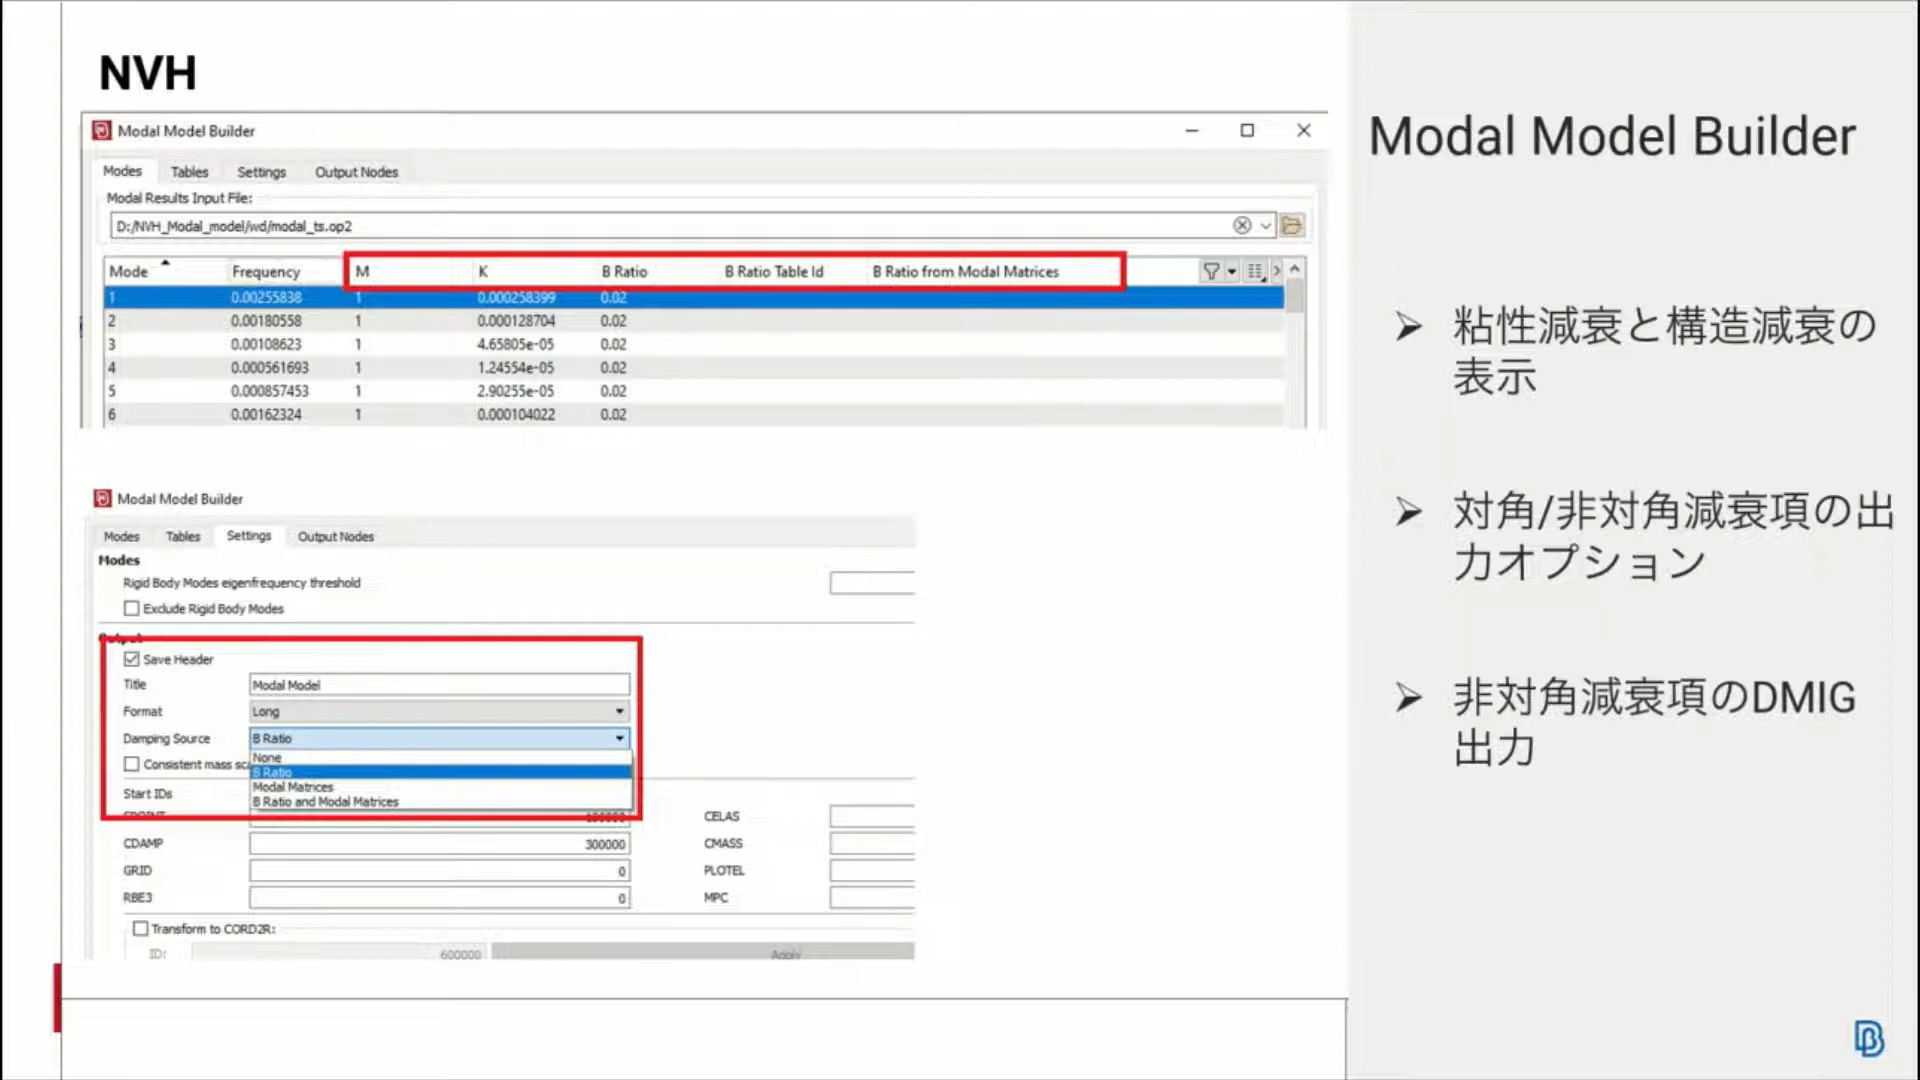 NVH
Modal Model Builder
Modes Tables Settings Output Nodes
Modal Results Input File:
D:/NVH_Modal_model/wd/modal_ts.op2
Mode Frequency M K B Ratio B Ratio Table Id B Ratio from Modal Matrices
1 0.00255838 1 0.000258399 0.02
2 0.00180558 1 0.000128704 0.02
3 0.00108623 1 4.65805e-05 0.02
4 0.000561693 1 1.24554e-05 0.02
5 0.000857453 1 2.90255e-05 0.02
6 0.00162324 1 0.000104022 0.02
Modal Model Builder
Modes Tables Settings Output Nodes
Modes
Rigid Body Modes eigenfrequency threshold
Exclude Rigid Body Modes
Output
Save Header
Title Modal Model
Format Long
Damping Source B Ratio
None
Consistent mass
B Ratio
Modal Matrices
Start IDs
B Ratio and Modal Matrices
CELAS
CDAMP 300000 CMASS
GRID 0 PLOTEL
RBE3 0 MPC
Transform to CORD2R:
ID: 600000 Apply
Modal Model Builder
粘性減衰と構造減衰の
表示
対角/非対角減衰項の出
力オプション
非対角減衰項のDMIG
出力